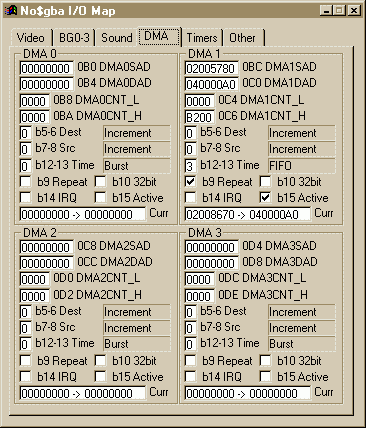 No$gba I/O Map
Video BG0-3 Sound DMA Timers Other
DMA 0
00000000 0B0 DMA0SAD
00000000 0B4 DMA0DAD
0000 0B8 DMA0CNT_L
0000 0BA DMA0CNT_H
0 b5-6 Dest Increment
0 b7-8 Src Increment
0 b12-13 Time Burst
b9 Repeat b10 32bit
b14 IRQ b15 Active
00000000 -> 00000000 Curr
DMA 1
02005780 0BC DMA1SAD
040000A0 0C0 DMA1DAD
0000 0C4 DMA1CNT_L
B200 0C6 DMA1CNT_H
0 b5-6 Dest Increment
0 b7-8 Src Increment
3 b12-13 Time FIFO
b9 Repeat b10 32bit
b14 IRQ b15 Active
02008670 -> 040000A0 Curr
DMA 2
00000000 0C8 DMA2SAD
00000000 0CC DMA2DAD
0000 0D0 DMA2CNT_L
0000 0D2 DMA2CNT_H
0 b5-6 Dest Increment
0 b7-8 Src Increment
0 b12-13 Time Burst
b9 Repeat b10 32bit
b14 IRQ b15 Active
00000000 -> 00000000 Curr
DMA 3
00000000 0D4 DMA3SAD
00000000 0D8 DMA3DAD
0000 0DC DMA3CNT_L
0000 0DE DMA3CNT_H
0 b5-6 Dest Increment
0 b7-8 Src Increment
0 b12-13 Time Burst
b9 Repeat b10 32bit
b14 IRQ b15 Active
00000000 -> 00000000 Curr